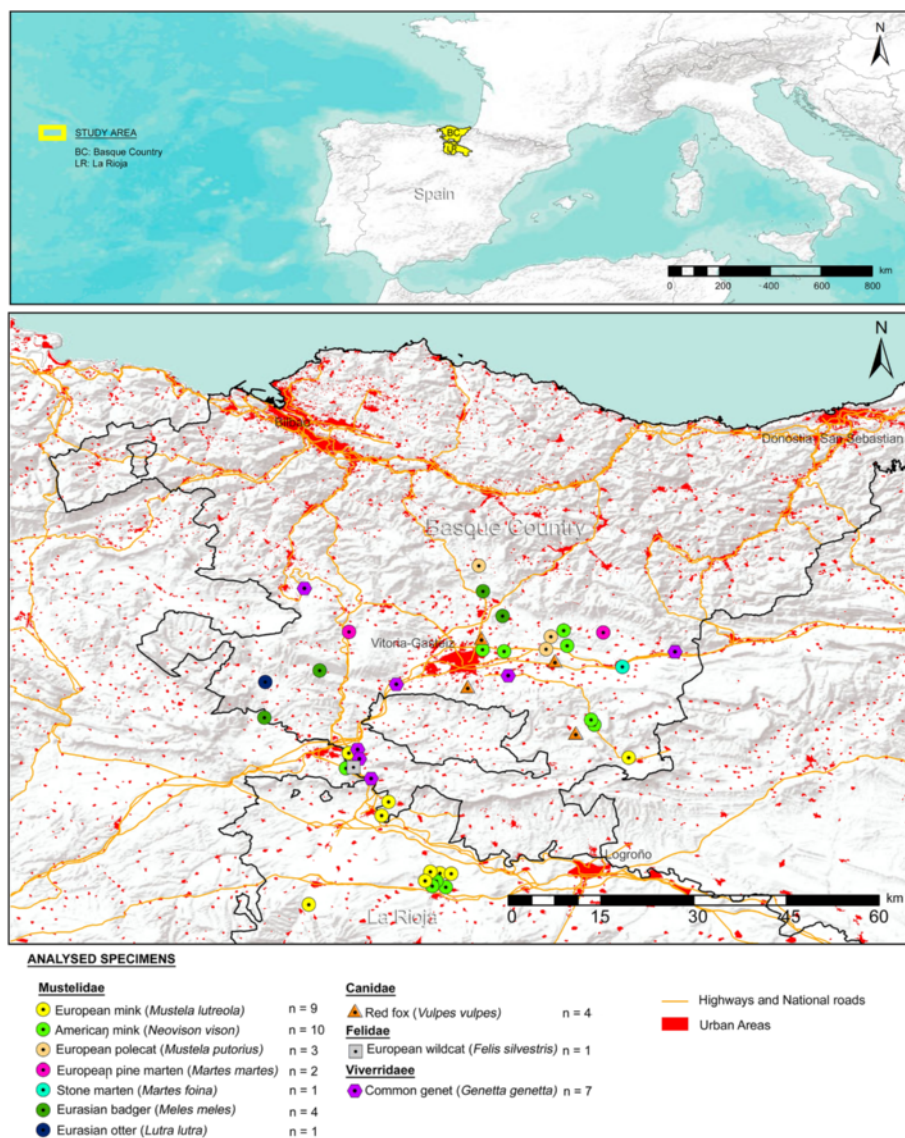 N
STUDY AREA
BC: Basque Country
LR: La Rioja
BC
LR
Spain
km
0 200 400 600 800
N
Bilbao
Donostia/San Sebastian
Basque Country
Vitoria-Gasteiz
Logroño
km
0 15 30 45 60
La Rioja
ANALYSED SPECIMENS
Mustelidae
European mink (Mustela lutreola) n = 9
American mink (Neovison vison) n = 10
European polecat (Mustela putorius) n = 3
European pine marten (Martes martes) n = 2
Stone marten (Martes foina) n = 1
Eurasian badger (Meles meles) n = 4
Eurasian otter (Lutra lutra) n = 1
Canidae
Red fox (Vulpes vulpes) n = 4
Felidae
European wildcat (Felis silvestris) n = 1
Viverridaee
Common genet (Genetta genetta) n = 7
Highways and National roads
Urban Areas